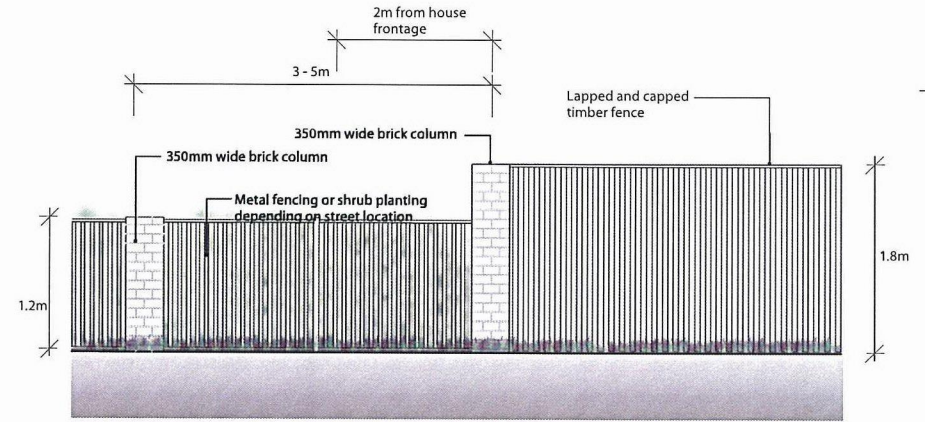 2m from house
frontage
3 - 5m
Lapped and capped
timber fence
350mm wide brick column
350mm wide brick column
Metal fencing or shrub planting
depending on street location
1.2m
1.8m